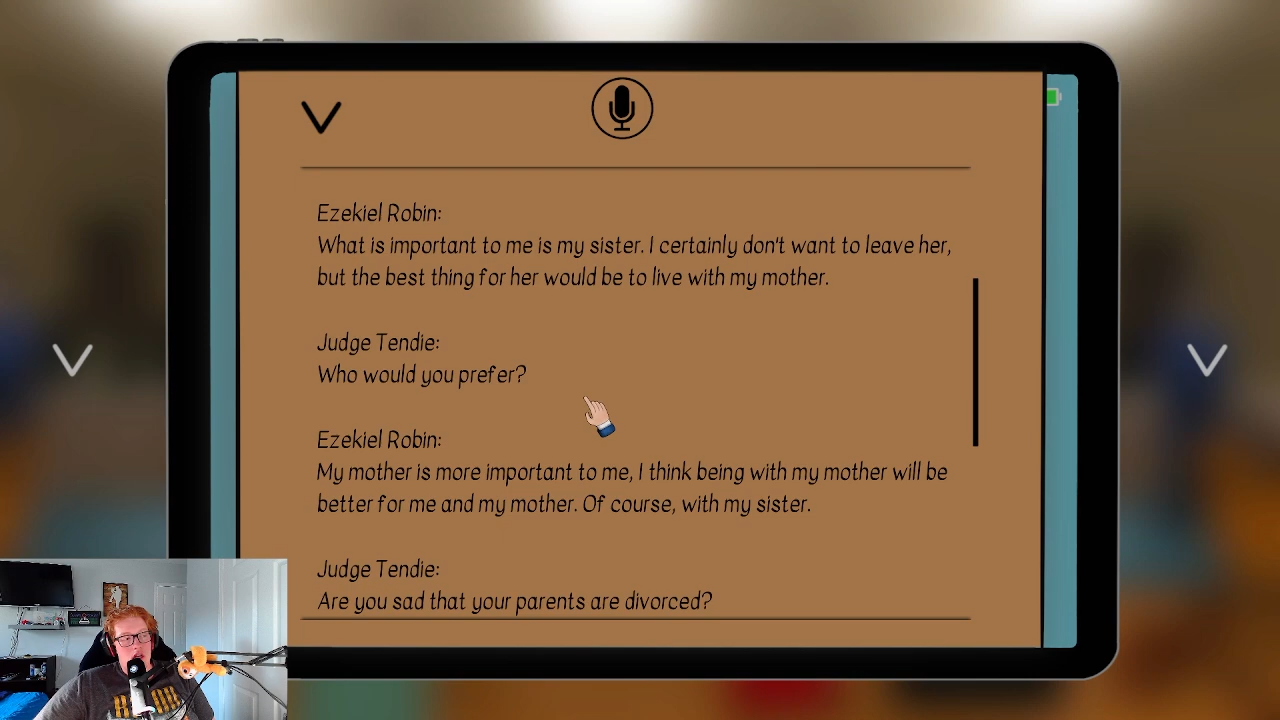 Ezekiel Robin:
What is important to me is my sister. I certainly don't want to leave her,
but the best thing for her would be to live with my mother.
Judge Tendie:
Who would you prefer?
Ezekiel Robin:
My mother is more important to me, I think being with my mother will be
better for me and my mother. Of course, with my sister.
Judge Tendie:
Are you sad that your parents are divorced?